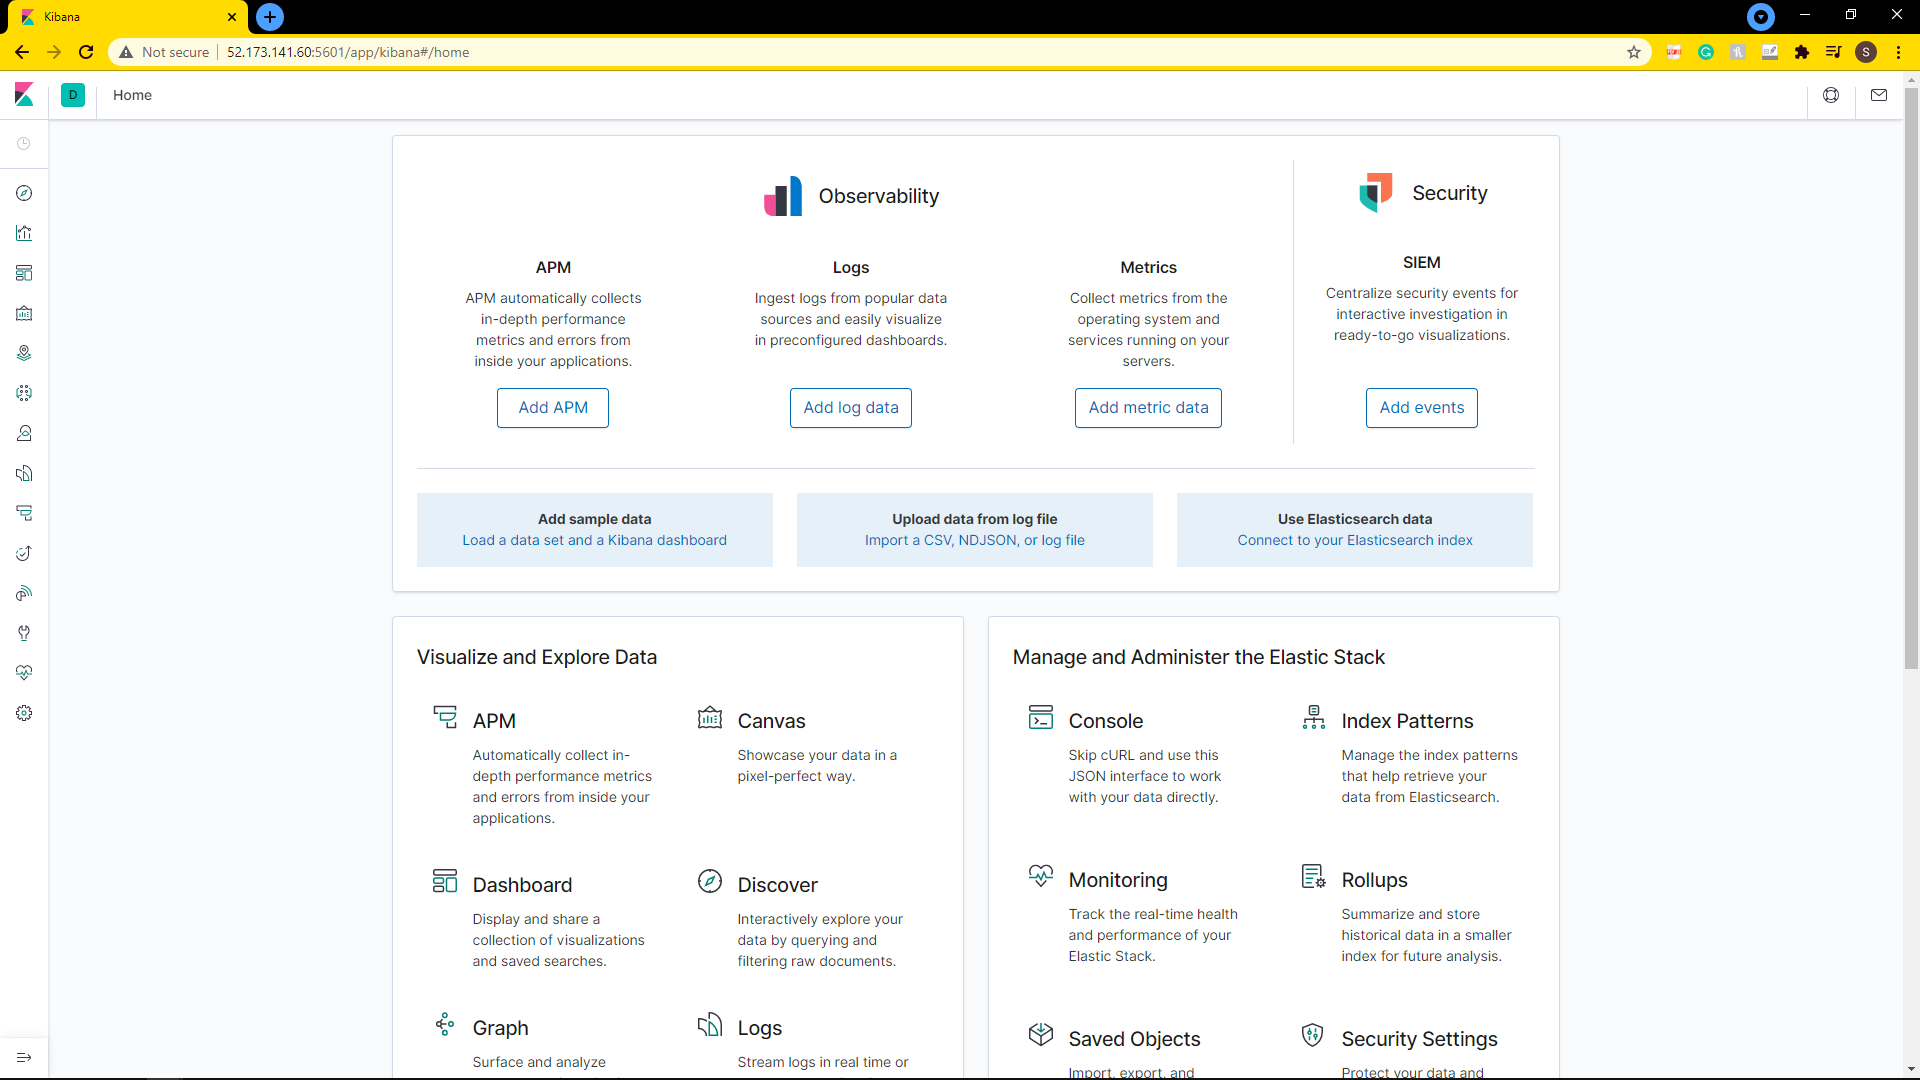 Kibana
Not secure
52.173.141.60:5601/app/kibana#/home
S
D
Home
Observability
Security
APM
APM automatically collects
in-depth performance
metrics and errors from
inside your applications.
Add APM
Logs
Ingest logs from popular data
sources and easily visualize
in preconfigured dashboards.
Add log data
Metrics
Collect metrics from the
operating system and
services running on your
servers.
Add metric data
SIEM
Centralize security events for
interactive investigation in
ready-to-go visualizations.
Add events
Add sample data
Load a data set and a Kibana dashboard
Upload data from log file
Import a CSV, NDJSON, or log file
Use Elasticsearch data
Connect to your Elasticsearch index
Visualize and Explore Data
APM
Automatically collect in-
depth performance metrics
and errors from inside your
applications.
Canvas
Showcase your data in a
pixel-perfect way.
Dashboard
Display and share a
collection of visualizations
and saved searches.
Discover
Interactively explore your
data by querying and
filtering raw documents.
Graph
Surface and analyze
Logs
Stream logs in real time or
Manage and Administer the Elastic Stack
Console
Skip cURL and use this
JSON interface to work
with your data directly.
Index Patterns
Manage the index patterns
that help retrieve your
data from Elasticsearch.
Monitoring
Track the real-time health
and performance of your
Elastic Stack.
Rollups
Summarize and store
historical data in a smaller
index for future analysis.
Saved Objects
Import, export, and
Security Settings
Protect your data and